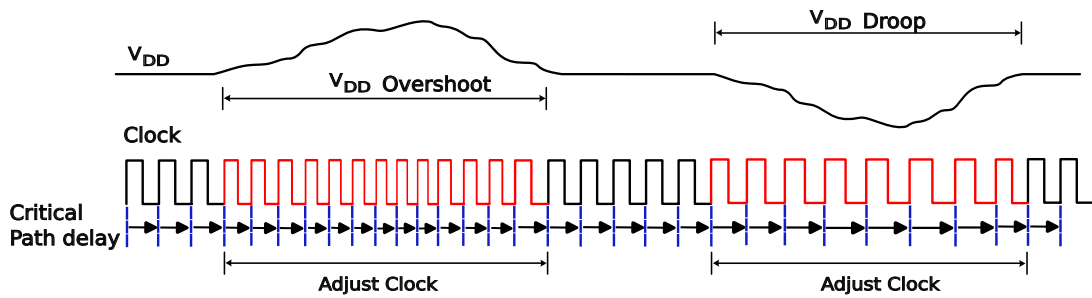 VDD Droop
VDD
VDD Overshoot
Clock
Critical
Path delay
Adjust Clock
Adjust Clock